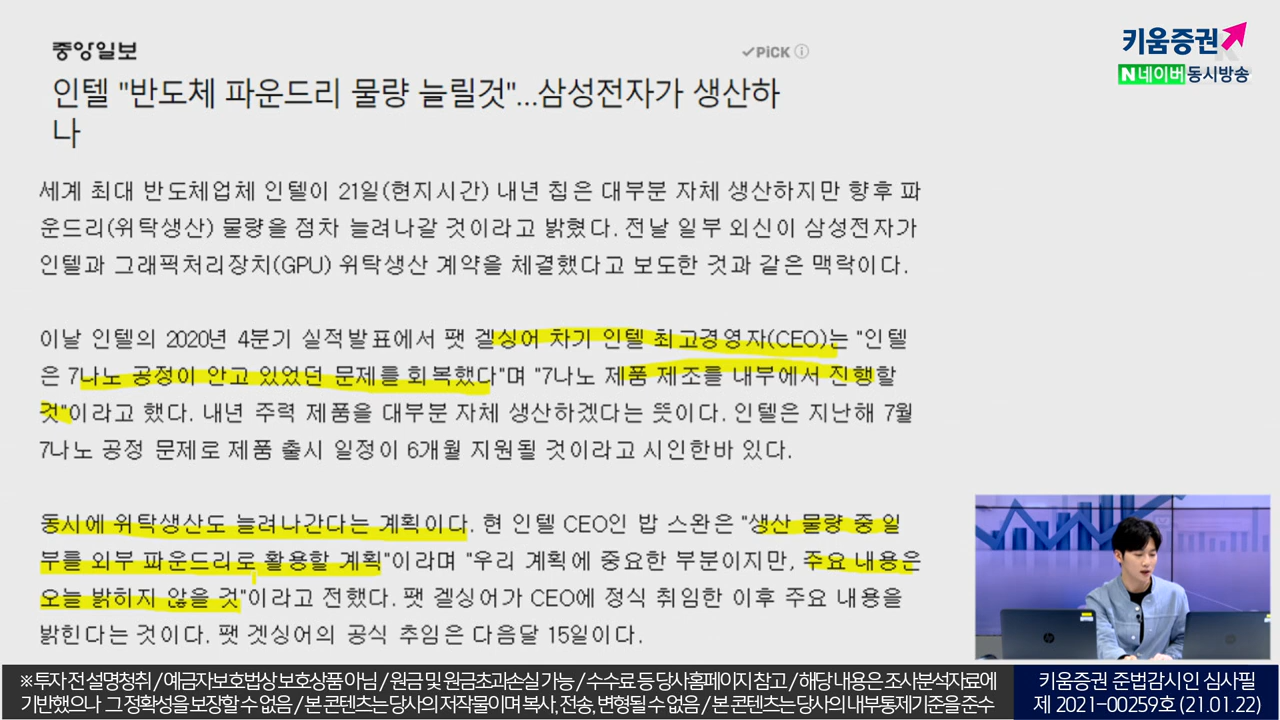 중앙일보
✓PiCK ⓘ
키움증권
N 네이버 동시방송
인텔 "반도체 파운드리 물량 늘릴것"...삼성전자가 생산하
나
세계 최대 반도체업체 인텔이 21일(현지시간) 내년 칩은 대부분 자체 생산하지만 향후 파
운드리(위탁생산) 물량을 점차 늘려나갈 것이라고 밝혔다. 전날 일부 외신이 삼성전자가
인텔과 그래픽처리장치(GPU) 위탁생산 계약을 체결했다고 보도한 것과 같은 맥락이다.
이날 인텔의 2020년 4분기 실적발표에서 팻 겔싱어 차기 인텔 최고경영자(CEO)는 "인텔
은 7나노 공정이 안고 있었던 문제를 회복했다"며 "7나노 제품 제조를 내부에서 진행할
것"이라고 했다. 내년 주력 제품을 대부분 자체 생산하겠다는 뜻이다. 인텔은 지난해 7월
7나노 공정 문제로 제품 출시 일정이 6개월 지원될 것이라고 시인한바 있다.
동시에 위탁생산도 늘려나간다는 계획이다. 현 인텔 CEO인 밥 스완은 "생산 물량 중 일
부를 외부 파운드리로 활용할 계획"이라며 "우리 계획에 중요한 부분이지만, 주요 내용은
오늘 밝히지 않을 것"이라고 전했다. 팻 겔싱어가 CEO에 정식 취임한 이후 주요 내용을
밝힌다는 것이다. 팻 겟싱어의 공식 추임은 다음달 15일이다.
※ 투자 전 설명청취 / 예금자보호법상 보호상품 아님 / 원금 및 원금초과손실 가능 / 수수료 등 당사홈페이지 참고 / 해당 내용은 조사분석자료에
기반했으나 그 정확성을 보장할 수 없음 / 본 콘텐츠는 당사의 저작물이며 복사, 전송, 변형될 수 없음 / 본 콘텐츠는 당사의 내부통제기준을 준수
키움증권 준법감시인 심사필
제 2021-00259호 (21.01.22)